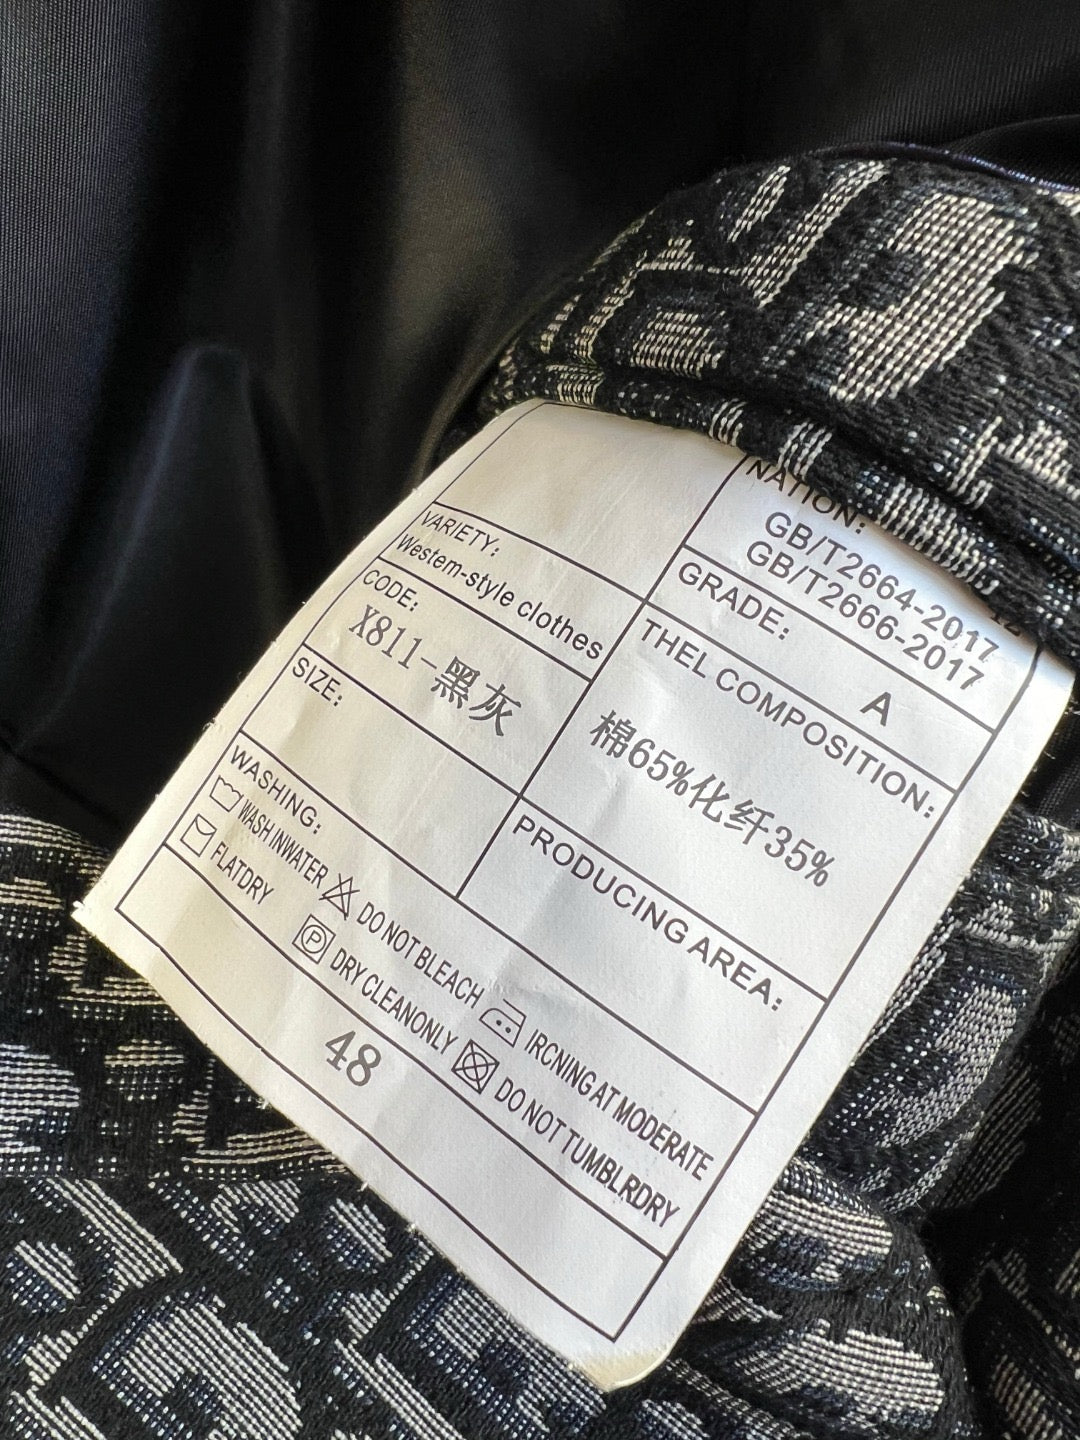 NATION:
GB/T2664-2017
GB/T2666-2017
VARIETY:
Westem-style clothes
GRADE:
A
CODE:
X811-黑灰
THEL COMPOSITION:
棉65%化纤35%
SIZE:
PRODUCING AREA:
WASHING:
WASH INWATER DO NOT BLEACH IRCNING AT MODERATE
FLATDRY DRY CLEANONLY DO NOT TUMBLRDRY
48